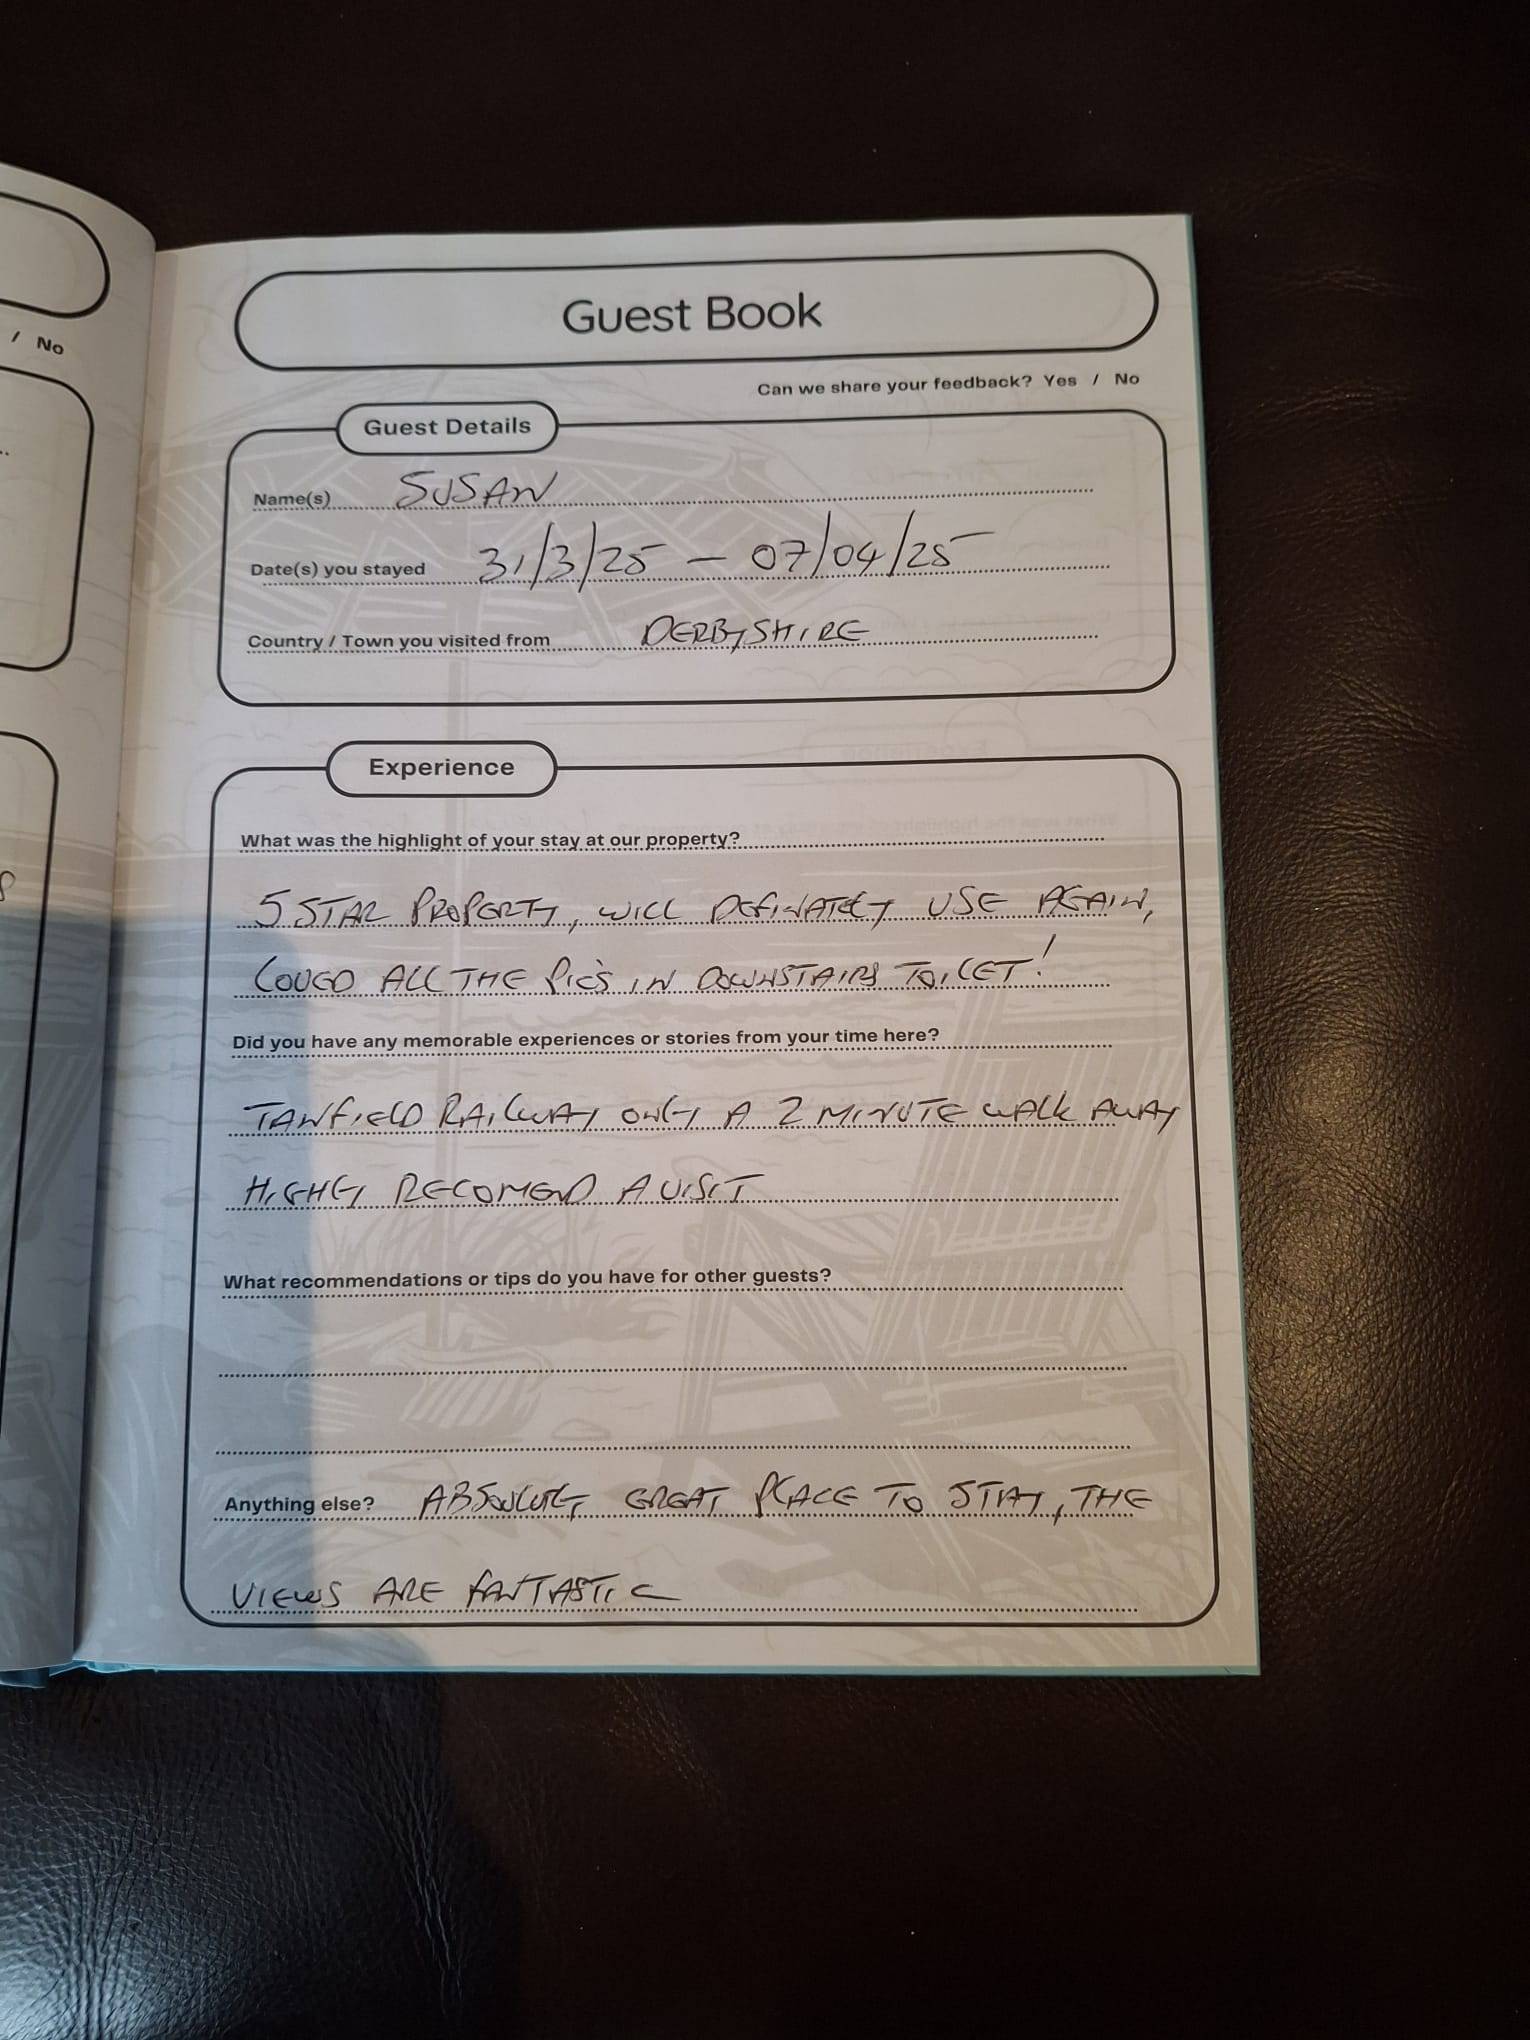 / No
Guest Book
Can we share your feedback? Yes / No
Guest Details
Name(s) SUSAN
Date(s) you stayed 31/3/25 - 07/04/25
Country / Town you visited from DERBYSHIRE
Experience
What was the highlight of your stay at our property?
5 STAR PROPERTY, WILL DEFINATELY USE AGAIN,
LOVED ALL THE PICS IN DOWNSTAIRS TOILET!
Did you have any memorable experiences or stories from your time here?
TANFIELD RAILWAY ONLY A 2 MINUTE WALK AWAY
HIGHLY RECOMEND A VISIT
What recommendations or tips do you have for other guests?
Anything else? ABSOLUTELY GREAT PLACE TO STAY, THE
VIEWS ARE FANTASTIC